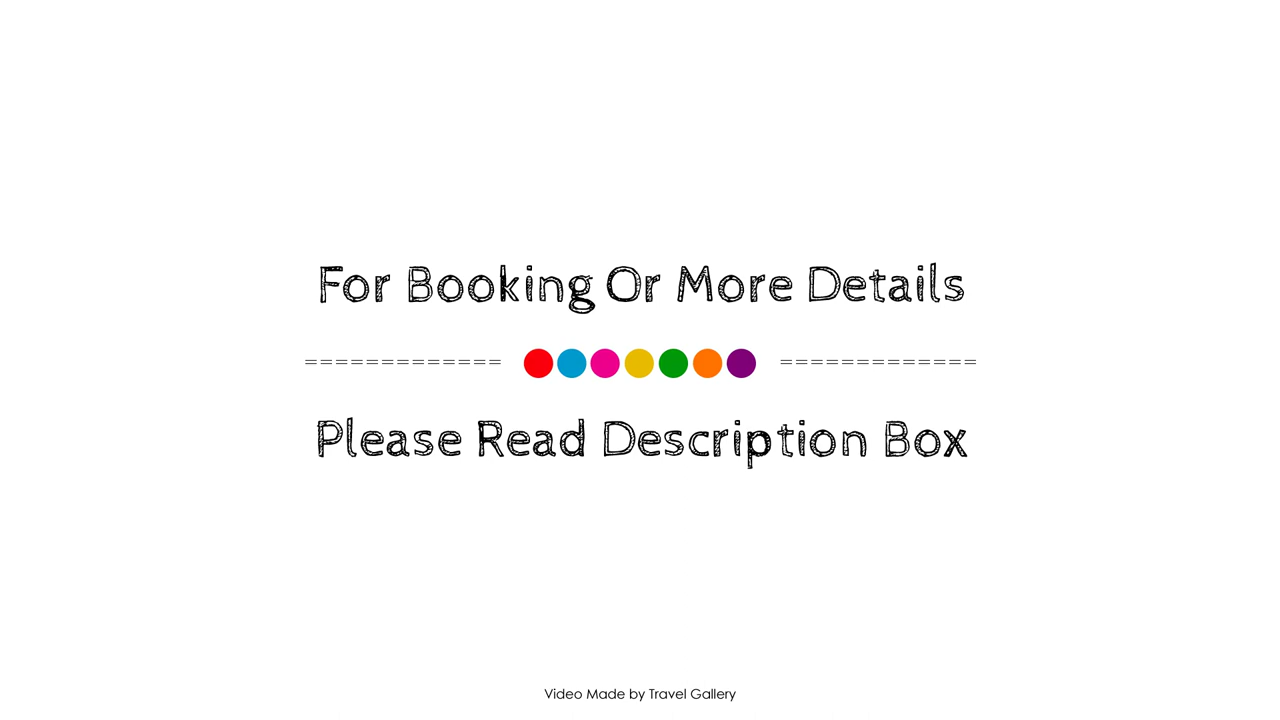 For Booking Or More Details
============= =============
Please Read Description Box
Video Made by Travel Gallery